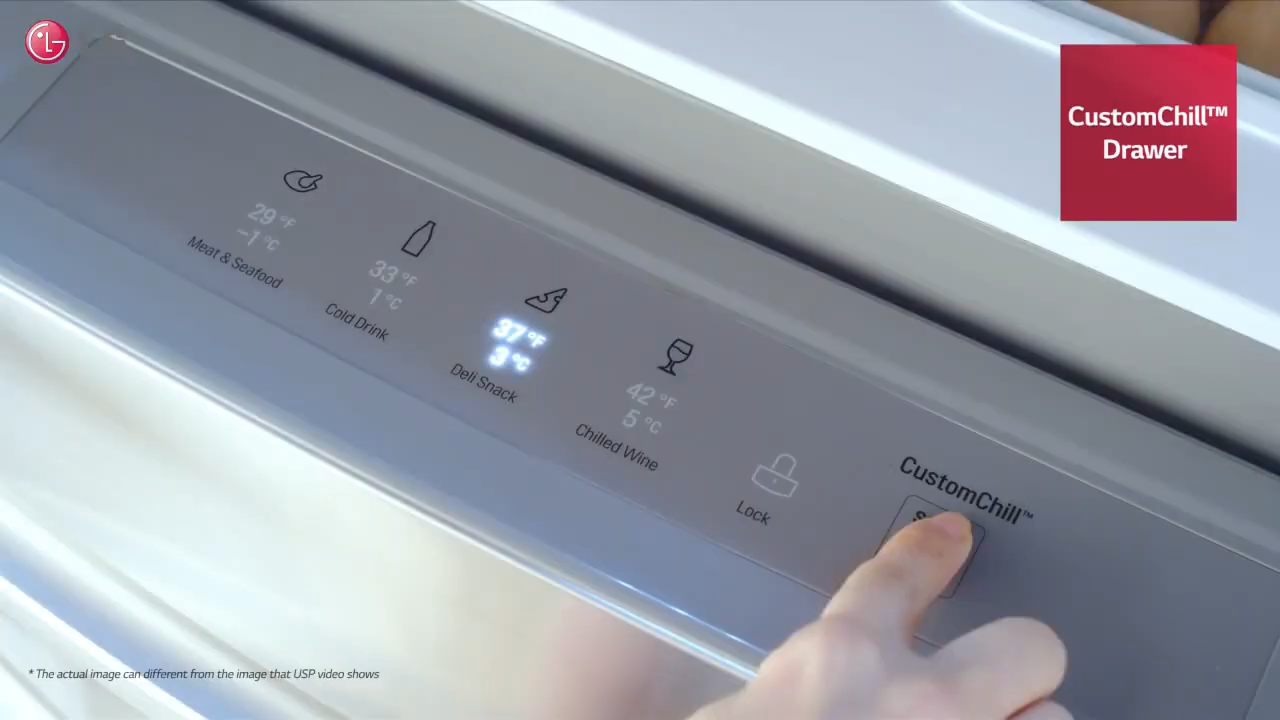 LG
CustomChill™
Drawer
29 °F
-1 °C
Meat & Seafood
33 °F
1 °C
Cold Drink
37 °F
3 °C
Deli Snack
42 °F
5 °C
Chilled Wine
Lock
CustomChill™
* The actual image can different from the image that USP video shows